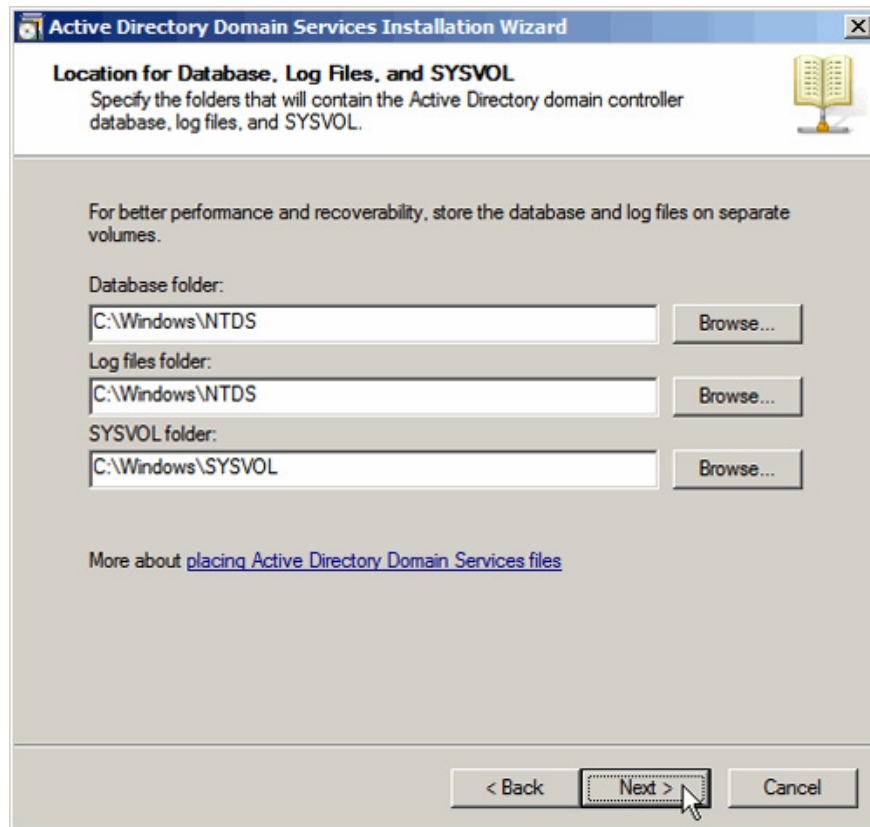 Active Directory Domain Services Installation Wizard
Location for Database, Log Files, and SYSVOL
Specify the folders that will contain the Active Directory domain controller
database, log files, and SYSVOL.
For better performance and recoverability, store the database and log files on separate
volumes.
Database folder:
C:\Windows\NTDS
Browse...
Log files folder:
C:\Windows\NTDS
Browse...
SYSVOL folder:
C:\Windows\SYSVOL
Browse...
More about placing Active Directory Domain Services files
< Back Next > Cancel